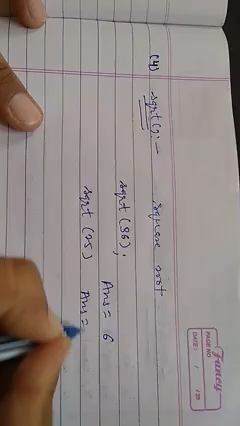 Fancy
PAGE NO.
DATE: / /
(4) sqrt(): - square root
sqrt (36);
Ans = 6
sqrt (25) Ans =